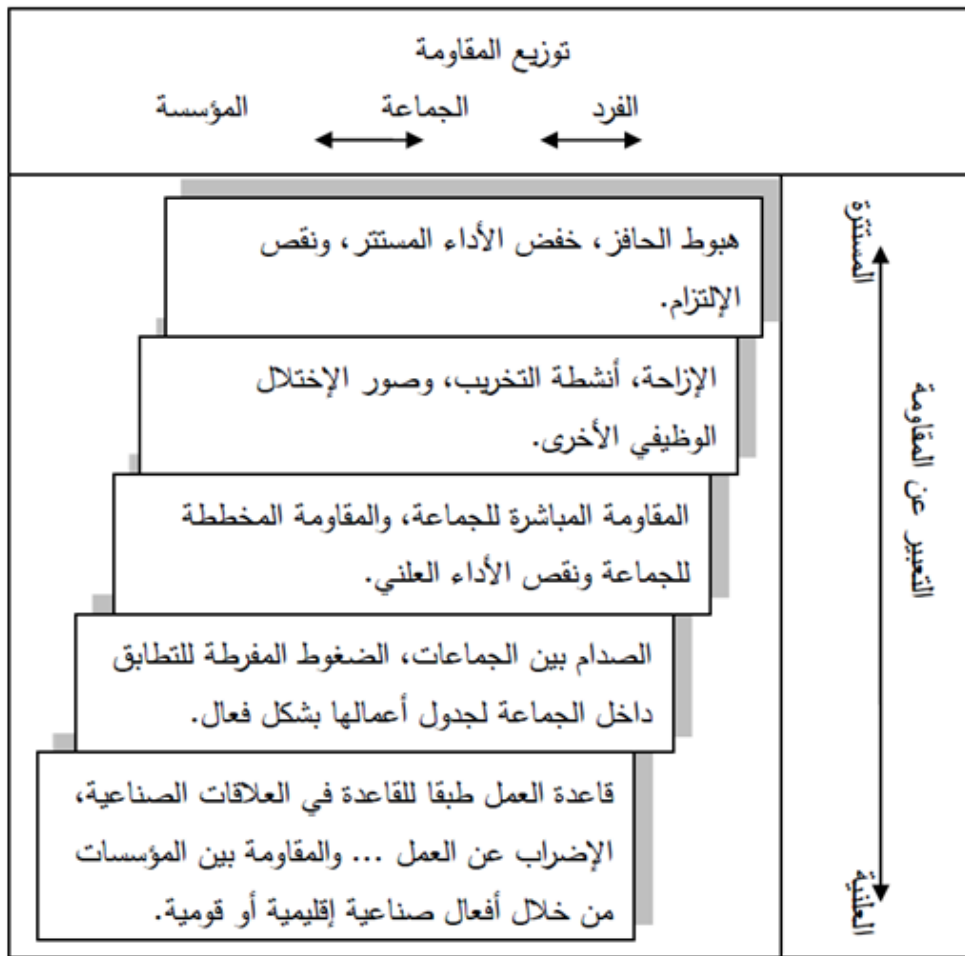 توزيع المقاومة
الفرد الجماعة المؤسسة
المستترة
التعبير عن المقاومة
العلنية
هبوط الحافز، خفض الأداء المستتر، ونقص
الإلتزام.
الإزاحة، أنشطة التخريب، وصور الإختلال
الوظيفي الأخرى.
المقاومة المباشرة للجماعة، والمقاومة المخططة
للجماعة ونقص الأداء العلني.
الصدام بين الجماعات، الضغوط المفرطة للتطابق
داخل الجماعة لجدول أعمالها بشكل فعال.
قاعدة العمل طبقا للقاعدة في العلاقات الصناعية،
الإضراب عن العمل ... والمقاومة بين المؤسسات
من خلال أفعال صناعية إقليمية أو قومية.